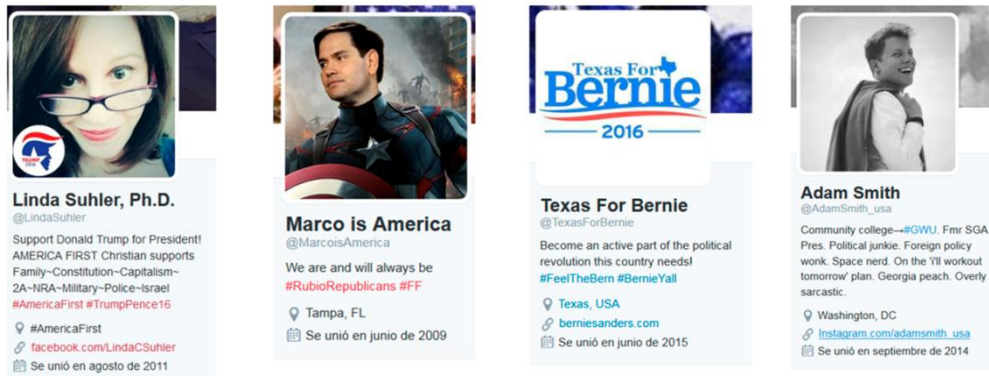 TRUMP
2016
Linda Suhler, Ph.D.
@LindaSuhler
Support Donald Trump for President!
AMERICA FIRST Christian supports
Family~Constitution~Capitalism~
2A~NRA~Military~Police~Israel
#AmericaFirst #TrumpPence16
#AmericaFirst
facebook.com/LindaCSuhler
Se unió en agosto de 2011
Marco is America
@MarcoisAmerica
We are and will always be
#RubioRepublicans #FF
Tampa, FL
Se unió en junio de 2009
Texas For
Bernie
2016
Texas For Bernie
@TexasForBernie
Become an active part of the political
revolution this country needs!
#FeelTheBern #BernieYall
Texas, USA
berniesanders.com
Se unió en junio de 2015
Adam Smith
@AdamSmith_usa
Community college→#GWU. Fmr SGA
Pres. Political junkie. Foreign policy
wonk. Space nerd. On the 'i'll workout
tomorrow' plan. Georgia peach. Overly
sarcastic.
Washington, DC
Instagram.com/adamsmith_usa
Se unió en septiembre de 2014